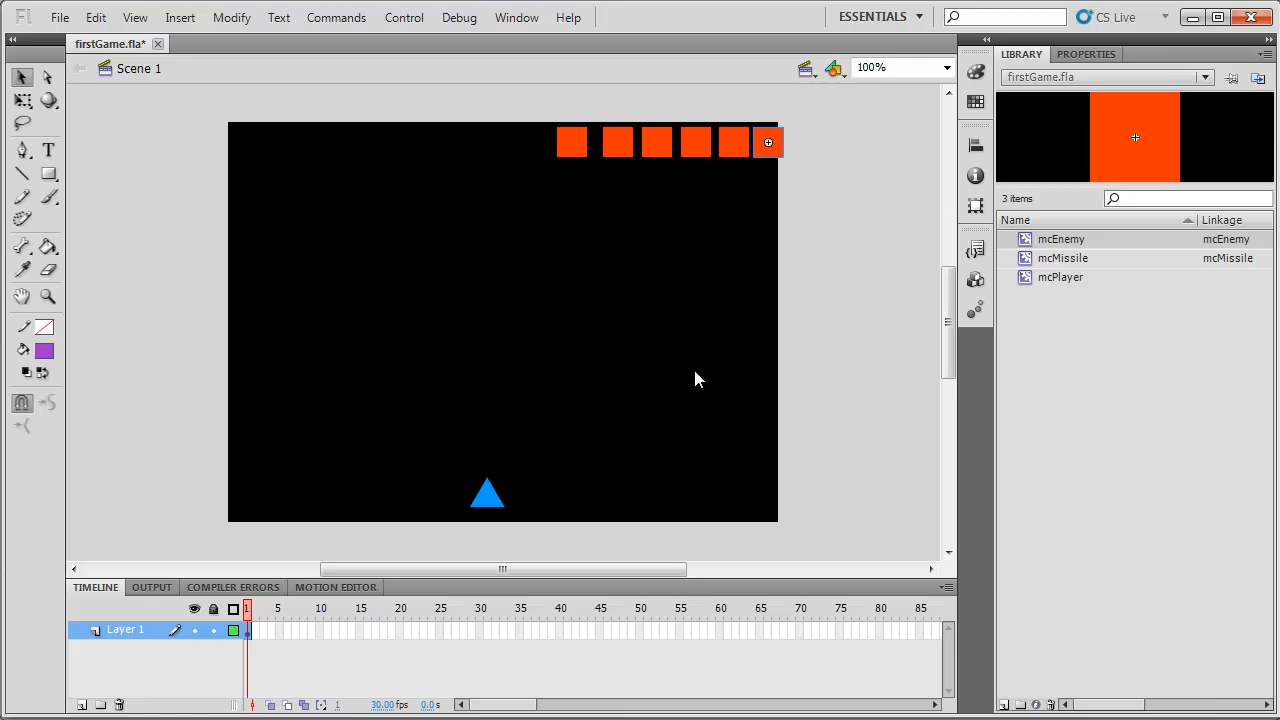 Fl File Edit View Insert Modify Text Commands Control Debug Window Help ESSENTIALS CS Live
firstGame.fla*
Scene 1 100%
LIBRARY PROPERTIES
firstGame.fla
3 items
Name Linkage
mcEnemy mcEnemy
mcMissile mcMissile
mcPlayer
T
TIMELINE OUTPUT COMPILER ERRORS MOTION EDITOR
1 5 10 15 20 25 30 35 40 45 50 55 60 65 70 75 80 85
Layer 1
1 30.00 fps 0.0 s